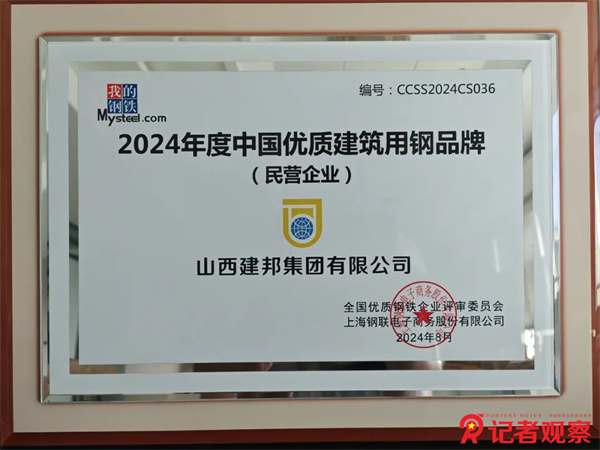 我的
钢铁
Mysteel.com
编号：CCSS2024CS036
2024年度中国优质建筑用钢品牌
（民营企业）
山西建邦集团有限公司
全国优质钢铁企业评审委员会
上海钢联电子商务股份有限公司
2024年8月
记者观察